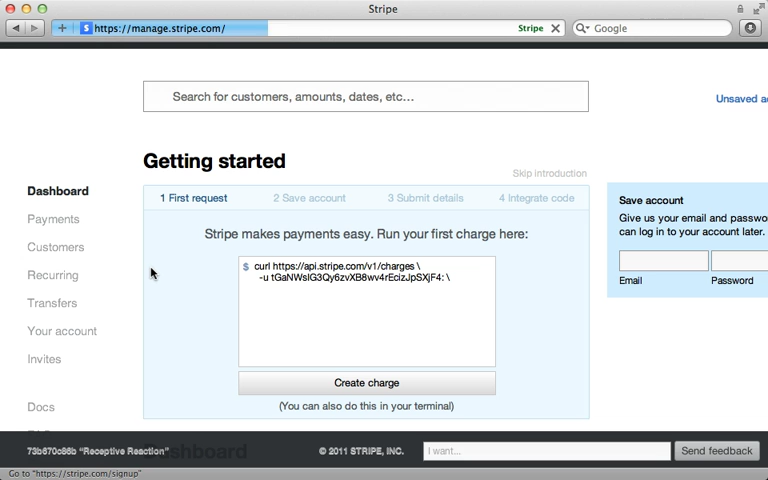 Stripe
https://manage.stripe.com/
Stripe
Google
Search for customers, amounts, dates, etc...
Unsaved a
Getting started
Skip introduction
Dashboard
Payments
Customers
Recurring
Transfers
Your account
Invites
Docs
1 First request
2 Save account
3 Submit details
4 Integrate code
Stripe makes payments easy. Run your first charge here:
$ curl https://api.stripe.com/v1/charges \
-u tGaNWsIG3Qy6zvXB8wv4rEcizJpSXjF4: \
Create charge
(You can also do this in your terminal)
Save account
Give us your email and passwo
can log in to your account later.
Email
Password
Dashboard
73b670c86b "Receptive Reaction"
© 2011 STRIPE, INC.
I want...
Send feedback
Go to "https://stripe.com/signup"